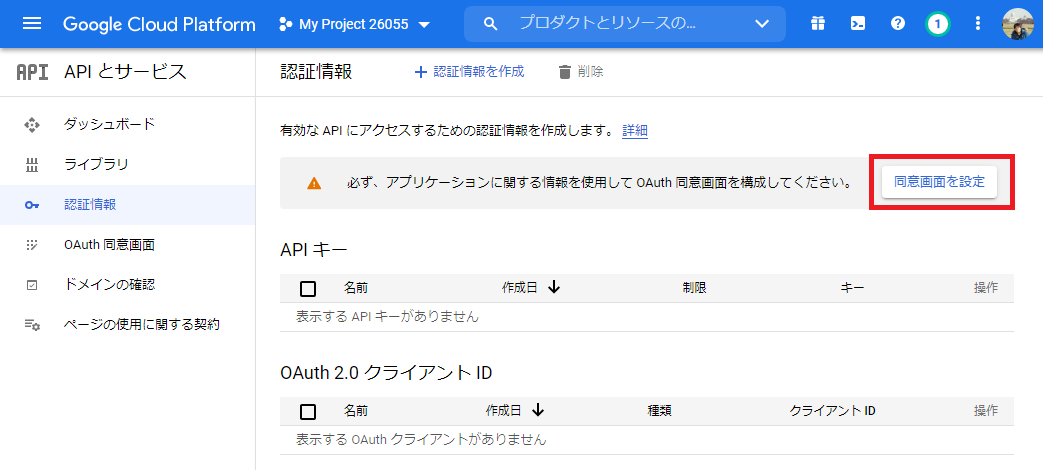 Google Cloud Platform
My Project 26055
プロダクトとリソースの...
1
API API とサービス
認証情報
認証情報を作成
削除
ダッシュボード
ライブラリ
認証情報
OAuth 同意画面
ドメインの確認
ページの使用に関する契約
有効な API にアクセスするための認証情報を作成します。 詳細
必ず、アプリケーションに関する情報を使用して OAuth 同意画面を構成してください。
同意画面を設定
API キー
名前 作成日 制限 キー 操作
表示する API キーがありません
OAuth 2.0 クライアント ID
名前 作成日 種類 クライアント ID 操作
表示する OAuth クライアントがありません